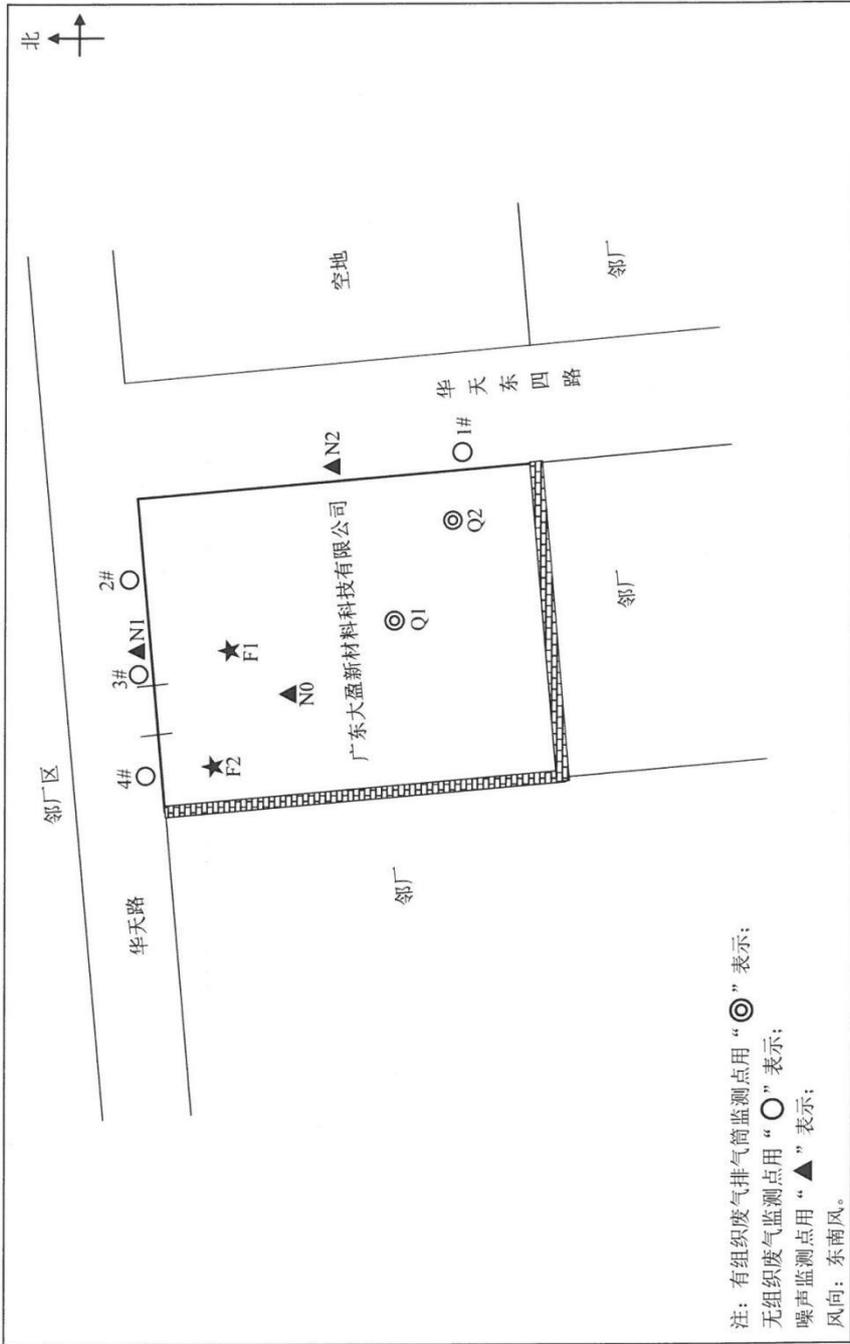 北
邻厂区
华天路
4#
3#
2#
N1
空地
F2
F1
N0
N2
广东大盈新材料科技有限公司
华天东四路
1#
Q1
Q2
邻厂
邻厂
邻厂
注：有组织废气排气筒监测点用“◎”表示；
无组织废气监测点用“○”表示；
噪声监测点用“▲”表示；
风向：东南风。